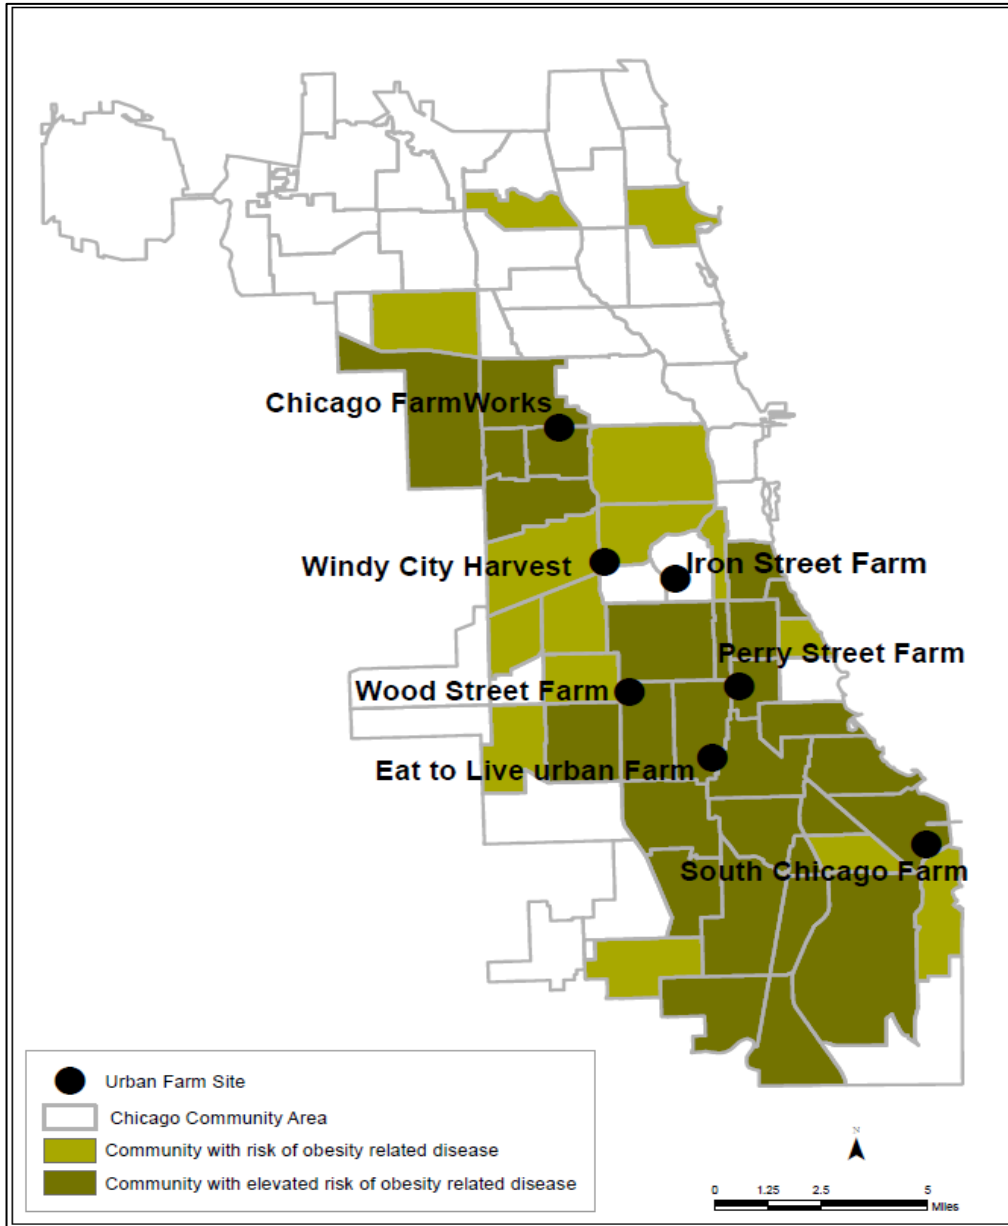 Chicago FarmWorks
Windy City Harvest
Iron Street Farm
Perry Street Farm
Wood Street Farm
Eat to Live urban Farm
South Chicago Farm
Urban Farm Site
Chicago Community Area
Community with risk of obesity related disease
Community with elevated risk of obesity related disease
N
0 1.25 2.5 5
Miles